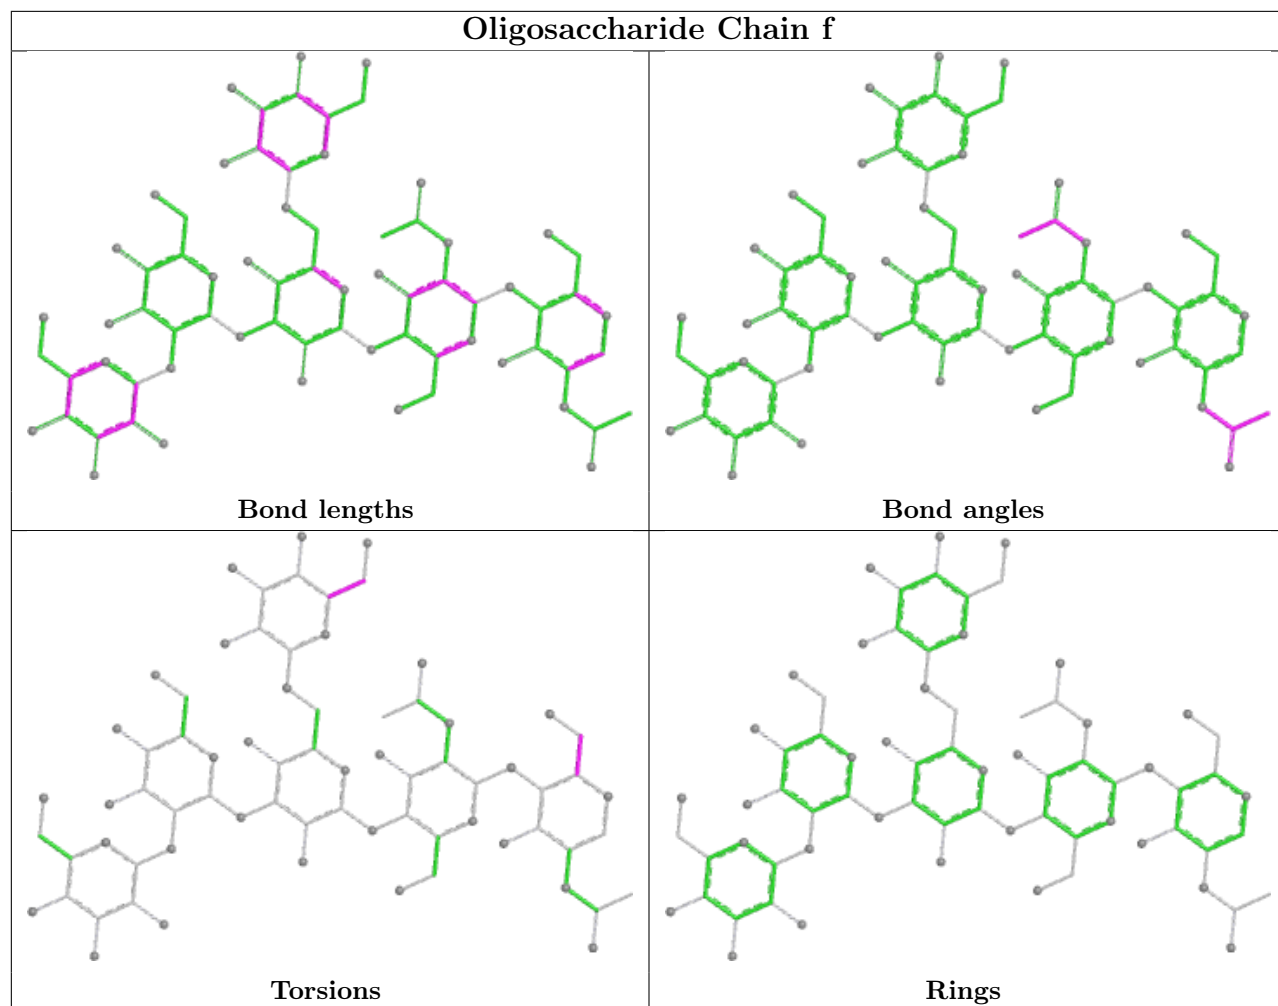 Oligosaccharide Chain f
Bond lengths
Bond angles
Torsions
Rings